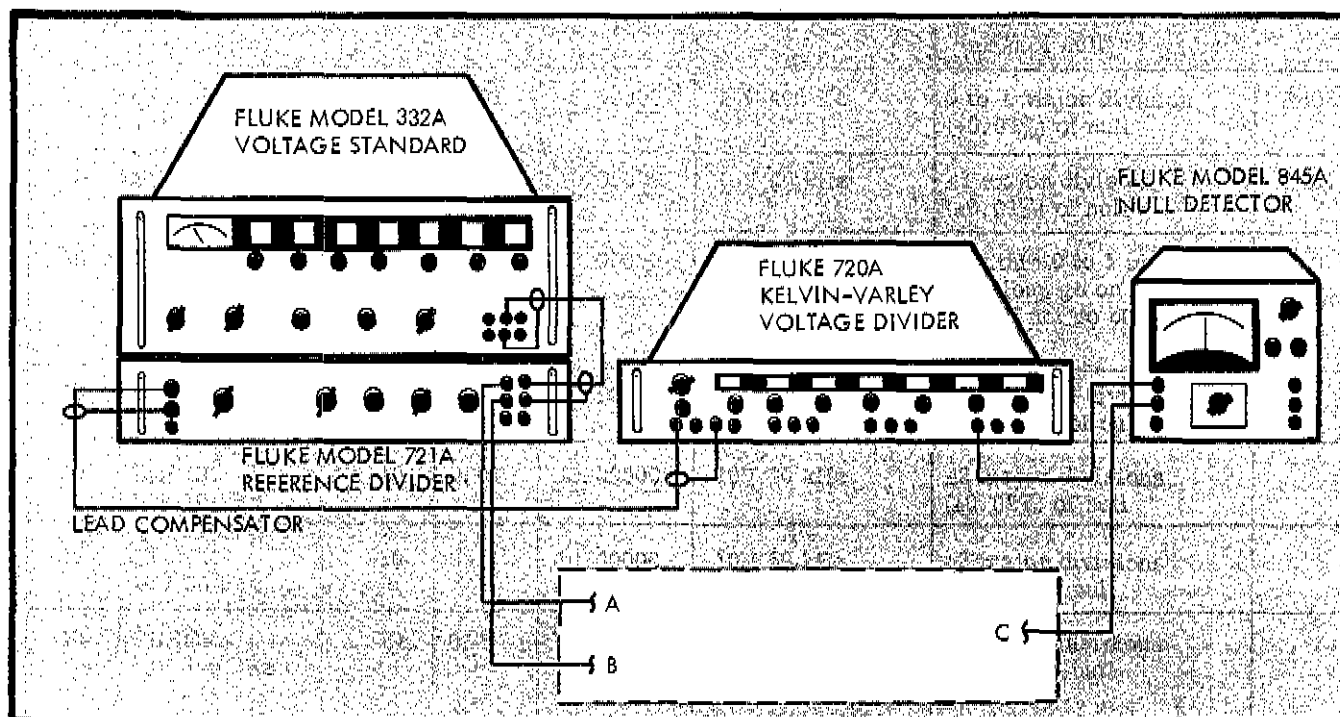 FLUKE MODEL 332A
VOLTAGE STANDARD
FLUKE MODEL 845A
NULL DETECTOR
FLUKE 720A
KELVIN-VARLEY
VOLTAGE DIVIDER
FLUKE MODEL 721A
REFERENCE DIVIDER
LEAD COMPENSATOR
A
C
B